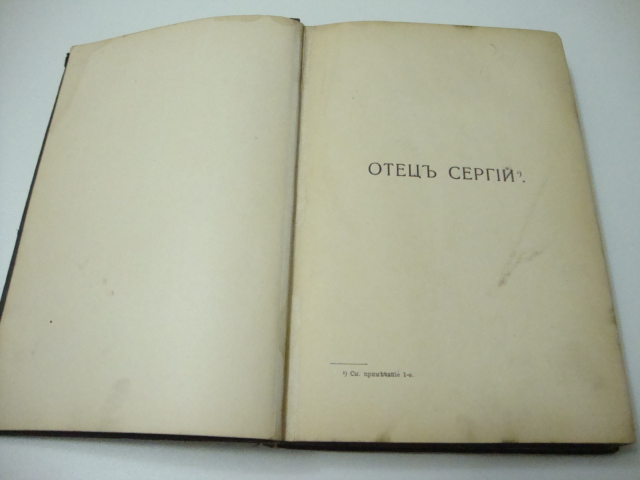 ОТЕЦЪ СЕРГІЙ¹).
¹) См. примѣчаніе 1-е.